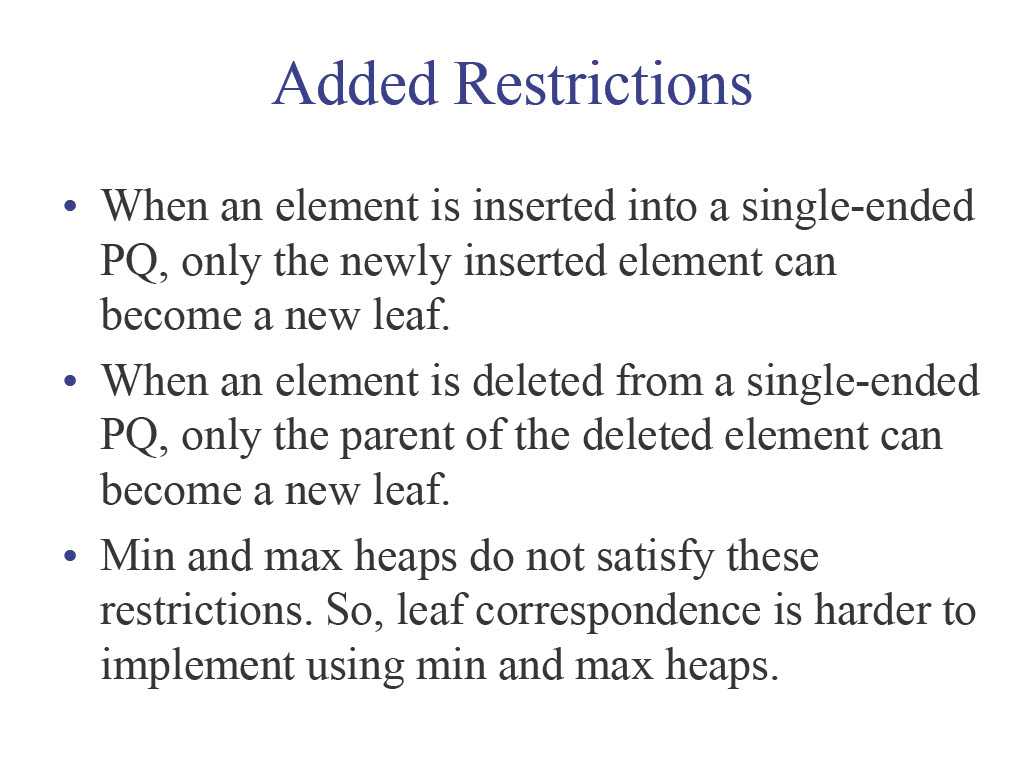 Added Restrictions
• When an element is inserted into a single-ended
PQ, only the newly inserted element can
become a new leaf.
• When an element is deleted from a single-ended
PQ, only the parent of the deleted element can
become a new leaf.
• Min and max heaps do not satisfy these
restrictions. So, leaf correspondence is harder to
implement using min and max heaps.